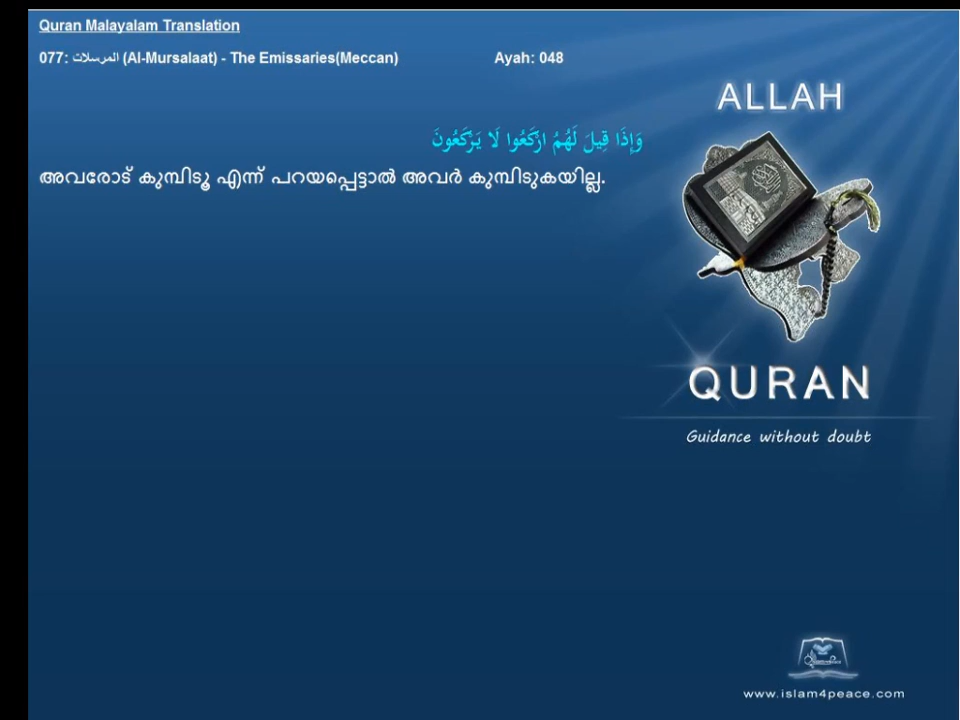 Quran Malayalam Translation
077: المرسلات (Al-Mursalaat) - The Emissaries(Meccan) Ayah: 048
وَإِذَا قِيلَ لَهُمُ ارْكَعُوا لَا يَرْكَعُونَ
അവരോട് കുമ്പിടൂ എന്ന് പറയപ്പെട്ടാല്‍ അവര്‍ കുമ്പിടുകയില്ല.
ALLAH
QURAN
Guidance without doubt
www.islam4peace.com